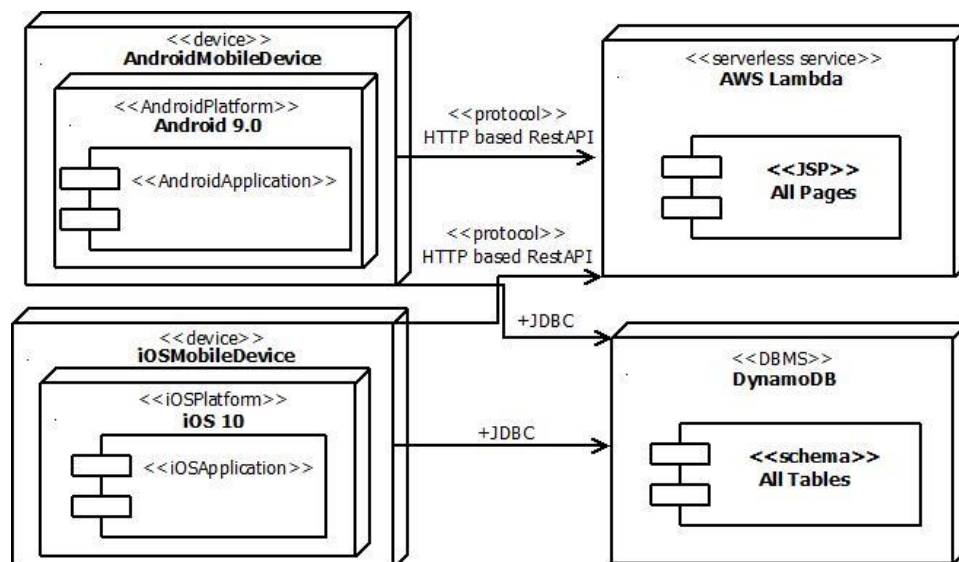 <<device>>
AndroidMobileDevice
<<AndroidPlatform>>
Android 9.0
<<AndroidApplication>>
<<protocol>>
HTTP based RestAPI
<<serverless service>>
AWS Lambda
<<JSP>>
All Pages
<<protocol>>
HTTP based RestAPI
+JDBC
<<device>>
iOSMobileDevice
<<iOSPlatform>>
iOS 10
<<iOSApplication>>
+JDBC
<<DBMS>>
DynamoDB
<<schema>>
All Tables